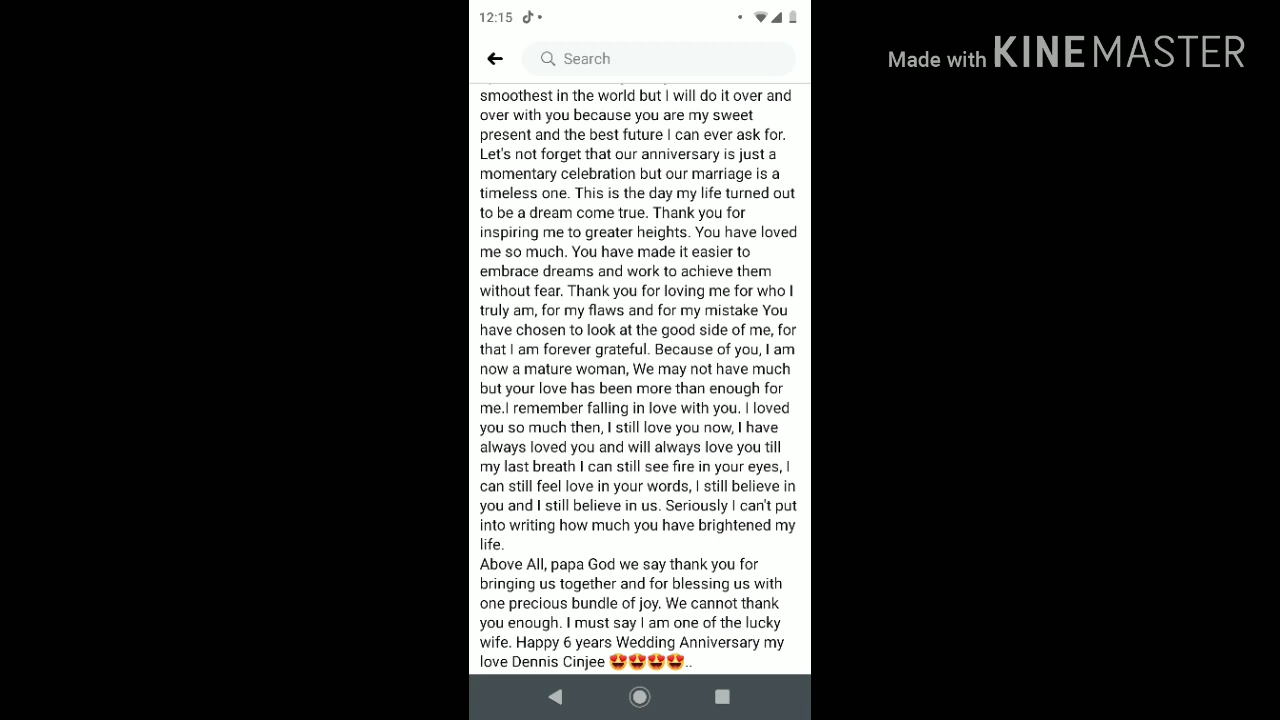 12:15
Made with KINEMASTER
Search
smoothest in the world but I will do it over and
over with you because you are my sweet
present and the best future I can ever ask for.
Let's not forget that our anniversary is just a
momentary celebration but our marriage is a
timeless one. This is the day my life turned out
to be a dream come true. Thank you for
inspiring me to greater heights. You have loved
me so much. You have made it easier to
embrace dreams and work to achieve them
without fear. Thank you for loving me for who I
truly am, for my flaws and for my mistake You
have chosen to look at the good side of me, for
that I am forever grateful. Because of you, I am
now a mature woman, We may not have much
but your love has been more than enough for
me.I remember falling in love with you. I loved
you so much then, I still love you now, I have
always loved you and will always love you till
my last breath I can still see fire in your eyes, I
can still feel love in your words, I still believe in
you and I still believe in us. Seriously I can't put
into writing how much you have brightened my
life.
Above All, papa God we say thank you for
bringing us together and for blessing us with
one precious bundle of joy. We cannot thank
you enough. I must say I am one of the lucky
wife. Happy 6 years Wedding Anniversary my
love Dennis Cinjee 😍😍😍😍..